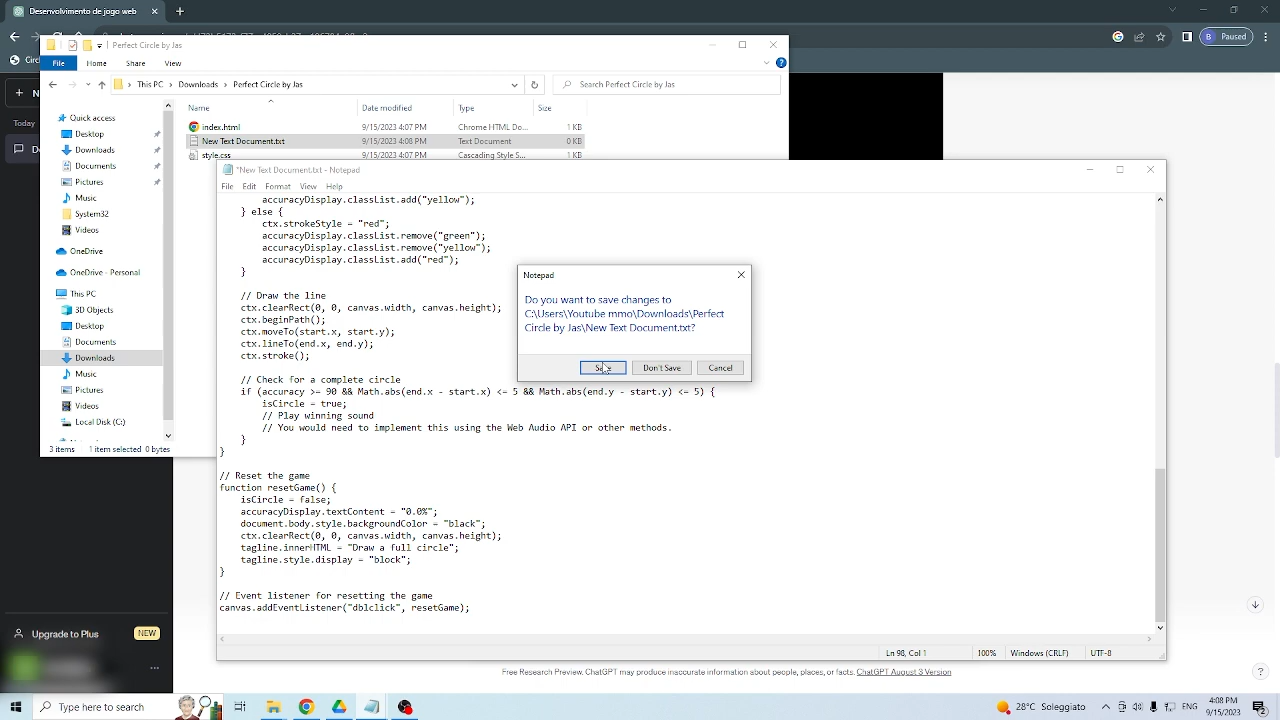 Perfect Circle by Jas
B Paused
File Home Share View
This PC > Downloads > Perfect Circle by Jas
Search Perfect Circle by Jas
Name Date modified Type Size
index.html 9/15/2023 4:07 PM Chrome HTML Do... 1 KB
New Text Document.txt 9/15/2023 4:08 PM Text Document 0 KB
style.css 9/15/2023 4:07 PM Cascading Style S... 1 KB
Today
Quick access
Desktop
Downloads
Documents
Pictures
Music
System32
Videos
OneDrive
OneDrive - Personal
This PC
3D Objects
Desktop
Documents
Downloads
Music
Pictures
Videos
Local Disk (C:)
3 items 1 item selected 0 bytes
*New Text Document.txt - Notepad
File Edit Format View Help
accuracyDisplay.classList.add("yellow");
} else {
ctx.strokeStyle = "red";
accuracyDisplay.classList.remove("green");
accuracyDisplay.classList.remove("yellow");
accuracyDisplay.classList.add("red");
}
// Draw the line
ctx.clearRect(0, 0, canvas.width, canvas.height);
ctx.beginPath();
ctx.moveTo(start.x, start.y);
ctx.lineTo(end.x, end.y);
ctx.stroke();
// Check for a complete circle
if (accuracy >= 90 && Math.abs(end.x - start.x) <= 5 && Math.abs(end.y - start.y) <= 5) {
isCircle = true;
// Play winning sound
// You would need to implement this using the Web Audio API or other methods.
}
}
// Reset the game
function resetGame() {
isCircle = false;
accuracyDisplay.textContent = "0.0%";
document.body.style.backgroundColor = "black";
ctx.clearRect(0, 0, canvas.width, canvas.height);
tagline.innerHTML = "Draw a full circle";
tagline.style.display = "block";
}
// Event listener for resetting the game
canvas.addEventListener("dblclick", resetGame);
Ln 98, Col 1 100% Windows (CRLF) UTF-8
Notepad
Do you want to save changes to
C:\Users\Youtube mmo\Downloads\Perfect
Circle by Jas\New Text Document.txt?
Save Don't Save Cancel
Upgrade to Plus NEW
Free Research Preview. ChatGPT may produce inaccurate information about people, places, or facts. ChatGPT August 3 Version
?
Type here to search
28°C Soleggiato
ENG
4:08 PM
9/15/2023